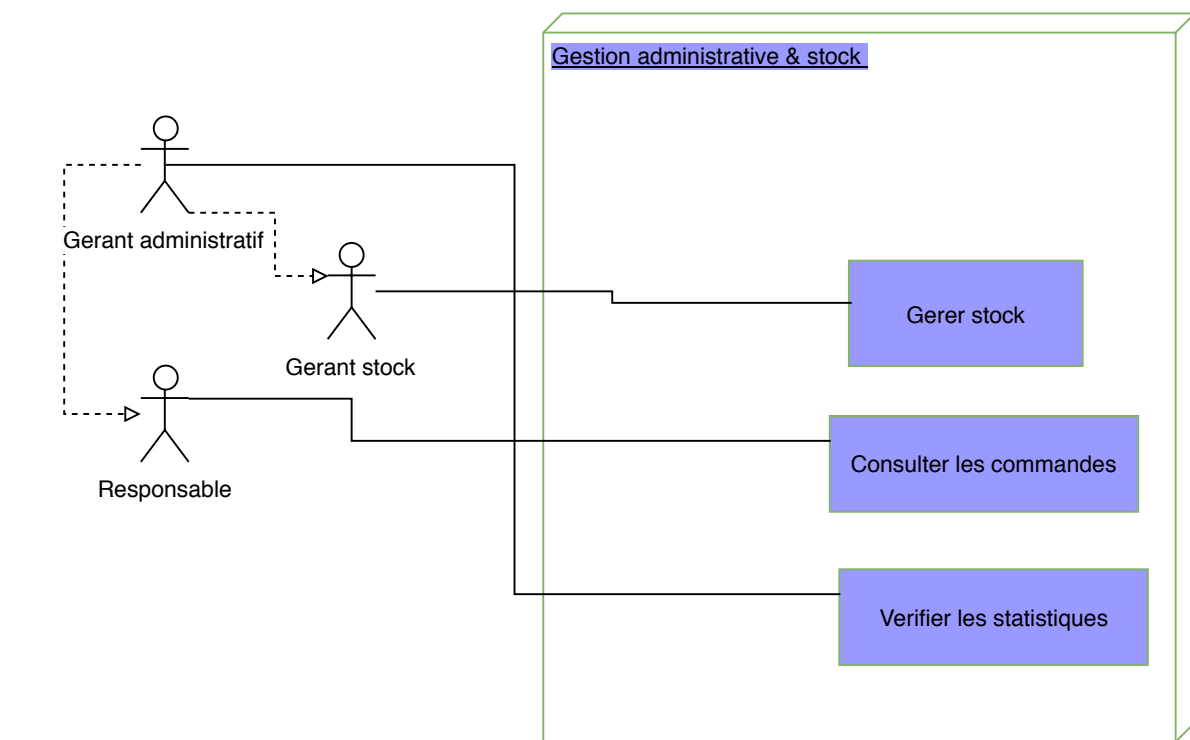 Gestion administrative & stock
Gerant administratif
Gerant stock
Gerer stock
Responsable
Consulter les commandes
Verifier les statistiques